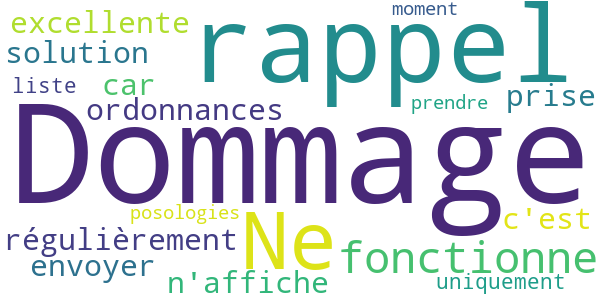 moment
excellente rappel
solution
liste car prise
ordonnances prendre
Dommage
posologies Ne c'est
régulièrement fonctionne
envoyer
n'affiche uniquement